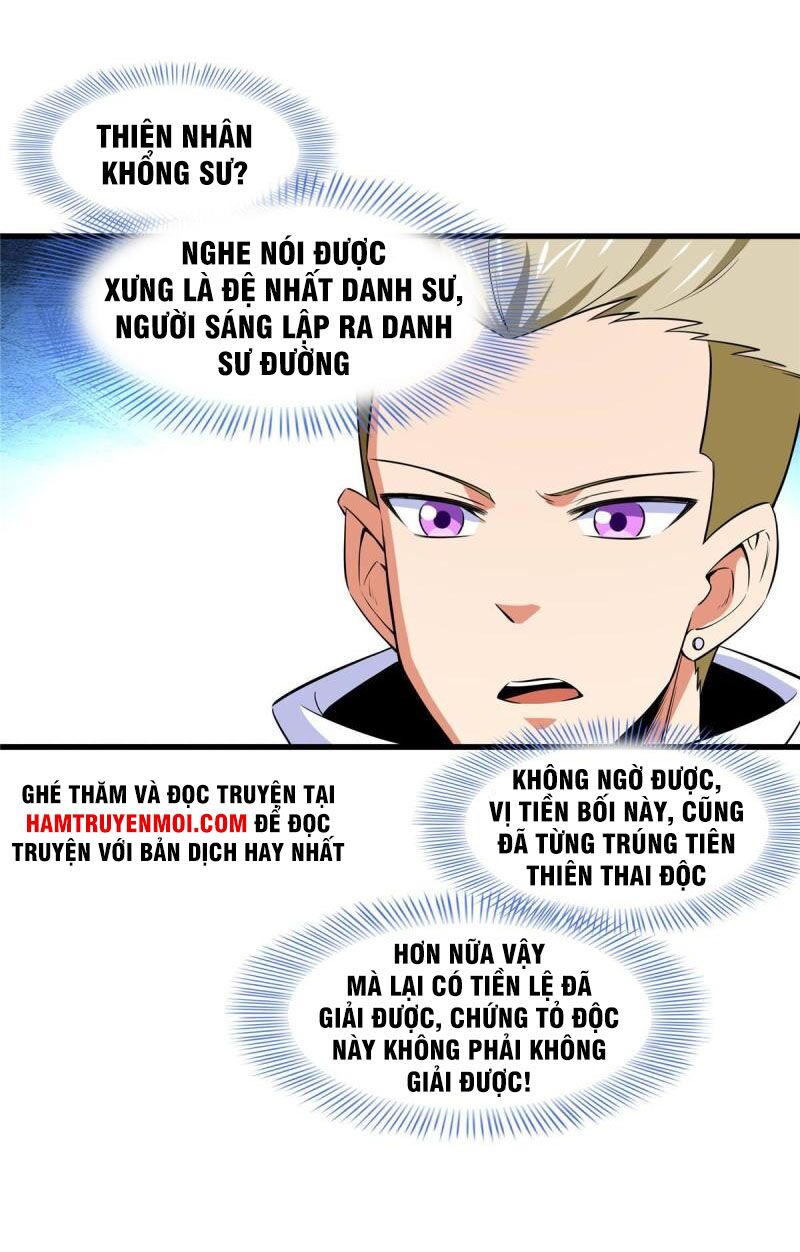 THIÊN NHÂN
KHỔNG SƯ?
NGHE NÓI ĐƯỢC
XƯNG LÀ ĐỆ NHẤT DANH SƯ,
NGƯỜI SÁNG LẬP RA DANH
SƯ ĐƯỜNG
GHÉ THĂM VÀ ĐỌC TRUYỆN TẠI
HAMTRUYENMOI.COM ĐỂ ĐỌC
TRUYỆN VỚI BẢN DỊCH HAY NHẤT
KHÔNG NGỜ ĐƯỢC,
VỊ TIỀN BỐI NÀY, CŨNG
ĐÃ TỪNG TRÚNG TIÊN
THIÊN THAI ĐỘC
HƠN NỮA VẬY
MÀ LẠI CÓ TIỀN LỆ ĐÃ
GIẢI ĐƯỢC, CHỨNG TỎ ĐỘC
NÀY KHÔNG PHẢI KHÔNG
GIẢI ĐƯỢC!